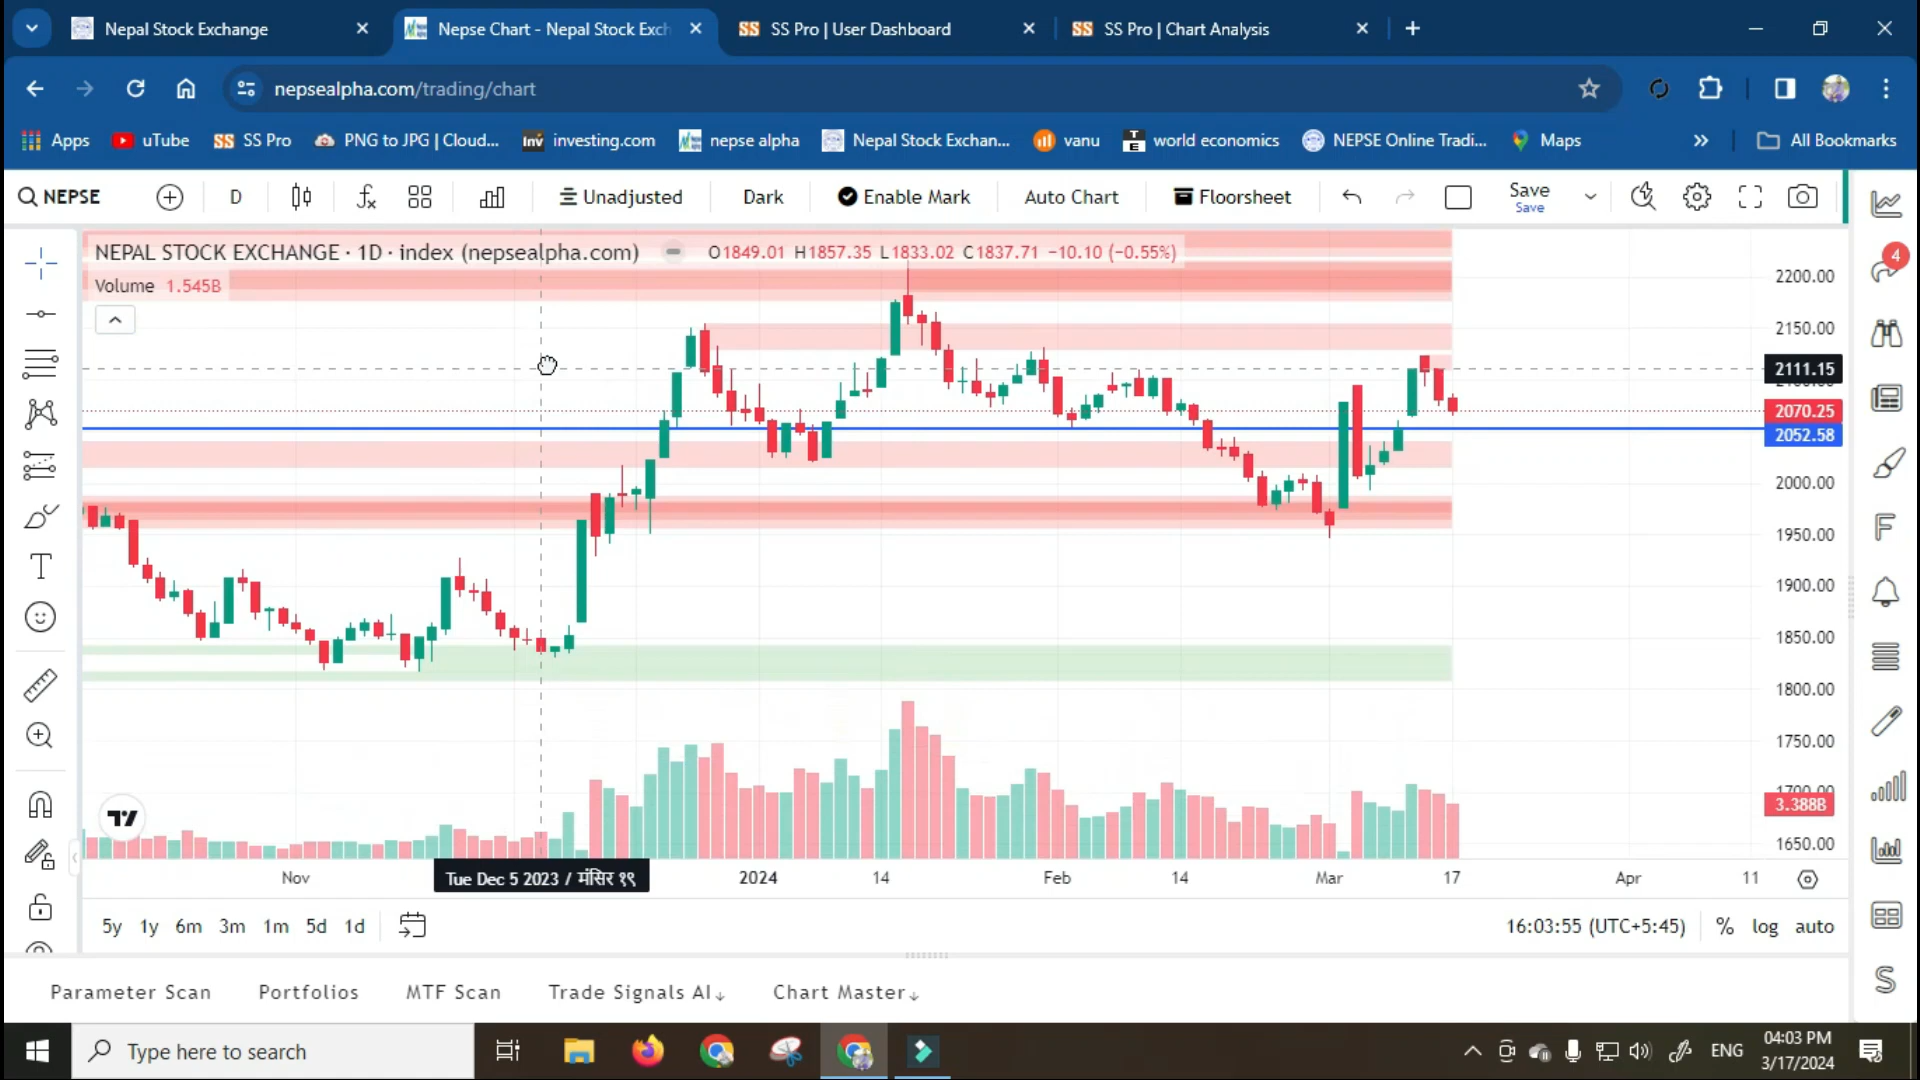 Nepal Stock Exchange
Nepse Chart - Nepal Stock Exch
SS Pro | User Dashboard
SS Pro | Chart Analysis
nepsealpha.com/trading/chart
Apps
uTube
SS Pro
PNG to JPG | Cloud...
investing.com
nepse alpha
Nepal Stock Exchan...
vanu
world economics
NEPSE Online Tradi...
Maps
All Bookmarks
NEPSE
D
Unadjusted
Dark
Enable Mark
Auto Chart
Floorsheet
Save
Save
NEPAL STOCK EXCHANGE · 1D · index (nepsealpha.com)
O1849.01 H1857.35 L1833.02 C1837.71 −10.10 (−0.55%)
Volume 1.545B
4
2200.00
2150.00
2111.15
2070.25
2052.58
2000.00
1950.00
1900.00
1850.00
1800.00
1750.00
1700.00
3.388B
1650.00
Nov
Tue Dec 5 2023 / मंसिर १९
2024
14
Feb
14
Mar
17
Apr
11
5y 1y 6m 3m 1m 5d 1d
16:03:55 (UTC+5:45)
% log auto
Parameter Scan
Portfolios
MTF Scan
Trade Signals AI↓
Chart Master↓
Type here to search
ENG
04:03 PM
3/17/2024